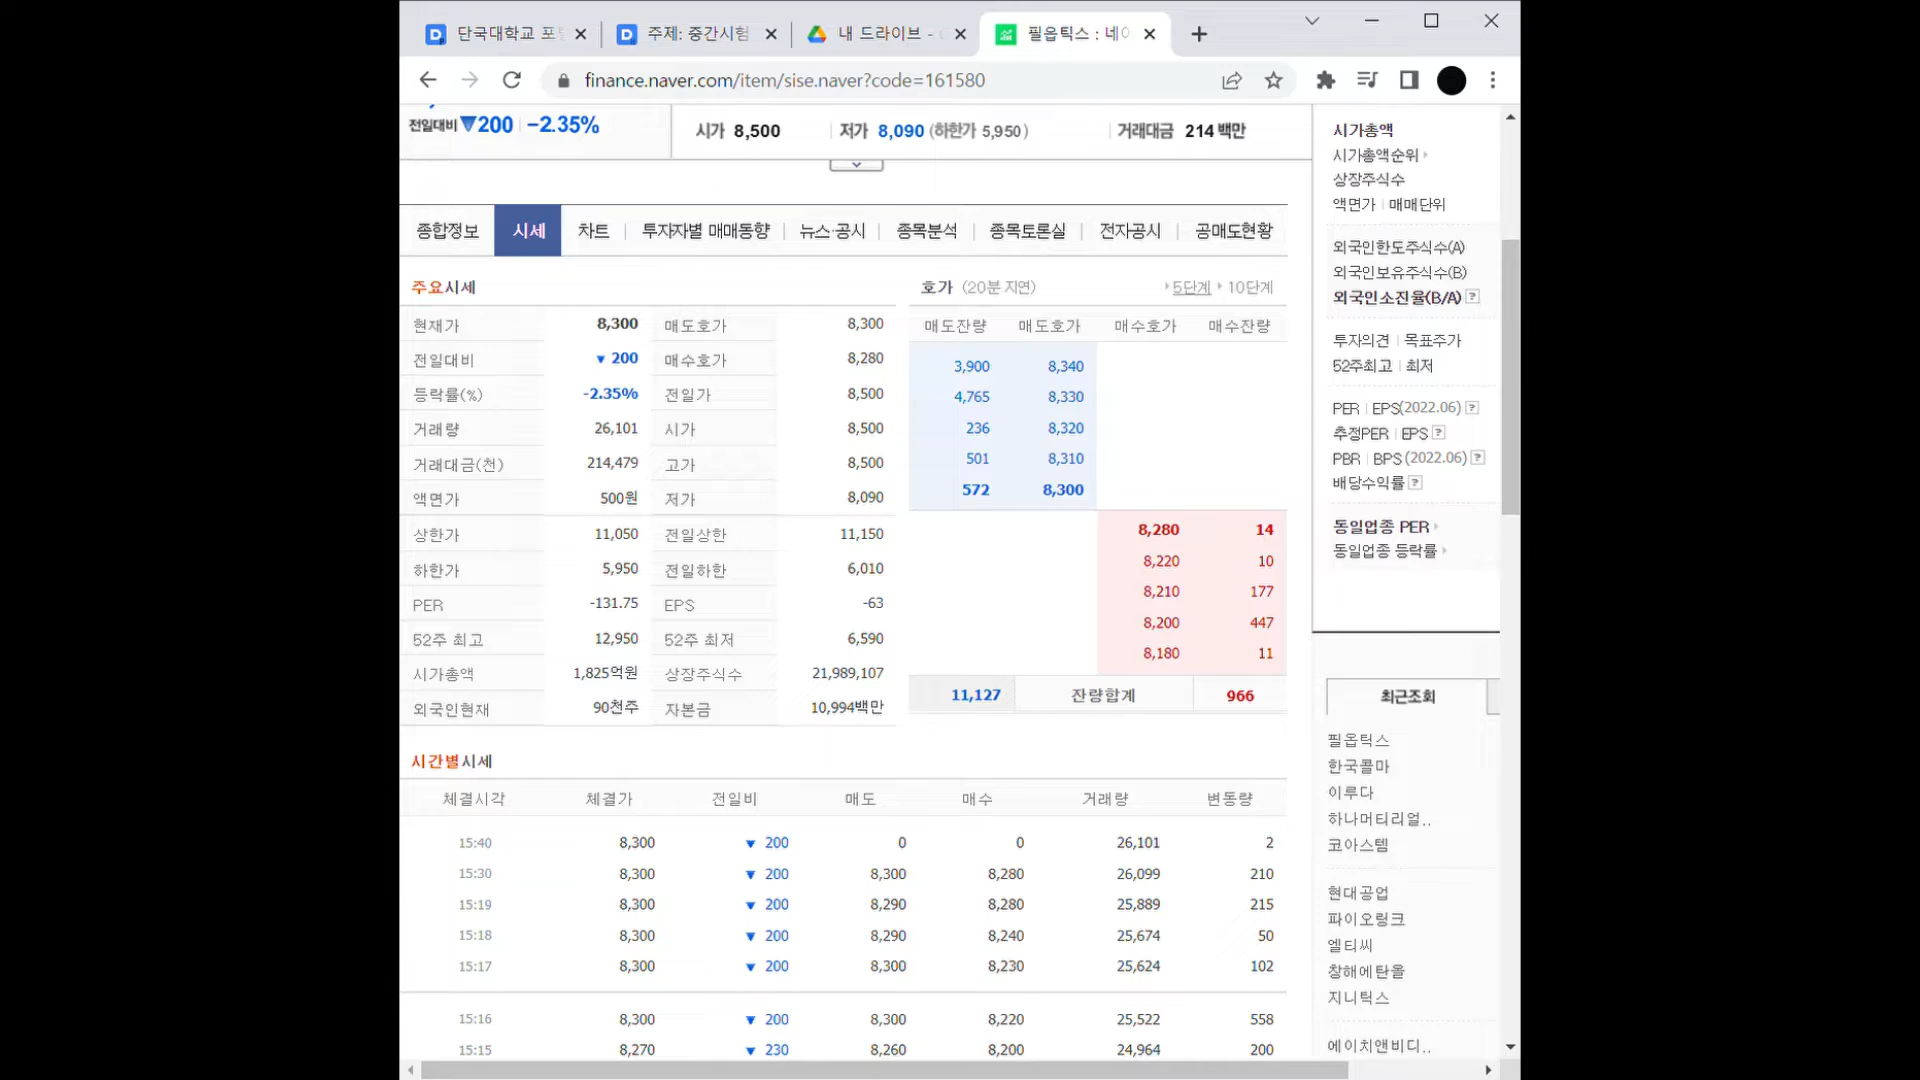 단국대학교 포
주제: 중간시험
내 드라이브 -
필옵틱스 : 네이
finance.naver.com/item/sise.naver?code=161580
전일대비 ▼200 −2.35%
시가 8,500 저가 8,090 (하한가 5,950) 거래대금 214 백만
종합정보 시세 차트 투자자별 매매동향 뉴스·공시 종목분석 종목토론실 전자공시 공매도현황
주요시세
현재가 8,300 매도호가 8,300
전일대비 ▼ 200 매수호가 8,280
등락률(%) -2.35% 전일가 8,500
거래량 26,101 시가 8,500
거래대금(천) 214,479 고가 8,500
액면가 500원 저가 8,090
상한가 11,050 전일상한 11,150
하한가 5,950 전일하한 6,010
PER -131.75 EPS -63
52주 최고 12,950 52주 최저 6,590
시가총액 1,825억원 상장주식수 21,989,107
외국인현재 90천주 자본금 10,994백만
호가 (20분 지연) 5단계 10단계
매도잔량 매도호가 매수호가 매수잔량
3,900 8,340
4,765 8,330
236 8,320
501 8,310
572 8,300
8,280 14
8,220 10
8,210 177
8,200 447
8,180 11
11,127 잔량합계 966
시간별시세
체결시각 체결가 전일비 매도 매수 거래량 변동량
15:40 8,300 ▼ 200 0 0 26,101 2
15:30 8,300 ▼ 200 8,300 8,280 26,099 210
15:19 8,300 ▼ 200 8,290 8,280 25,889 215
15:18 8,300 ▼ 200 8,290 8,240 25,674 50
15:17 8,300 ▼ 200 8,300 8,230 25,624 102
15:16 8,300 ▼ 200 8,300 8,220 25,522 558
15:15 8,270 ▼ 230 8,260 8,200 24,964 200
시가총액
시가총액순위
상장주식수
액면가 | 매매단위
외국인한도주식수(A)
외국인보유주식수(B)
외국인소진율(B/A) ?
투자의견 | 목표주가
52주최고 | 최저
PER | EPS(2022.06) ?
추정PER | EPS ?
PBR | BPS (2022.06) ?
배당수익률 ?
동일업종 PER
동일업종 등락률
최근조회
필옵틱스
한국콜마
이루다
하나머티리얼..
코아스템
현대공업
파이오링크
엘티씨
창해에탄올
지니틱스
에이치앤비디..